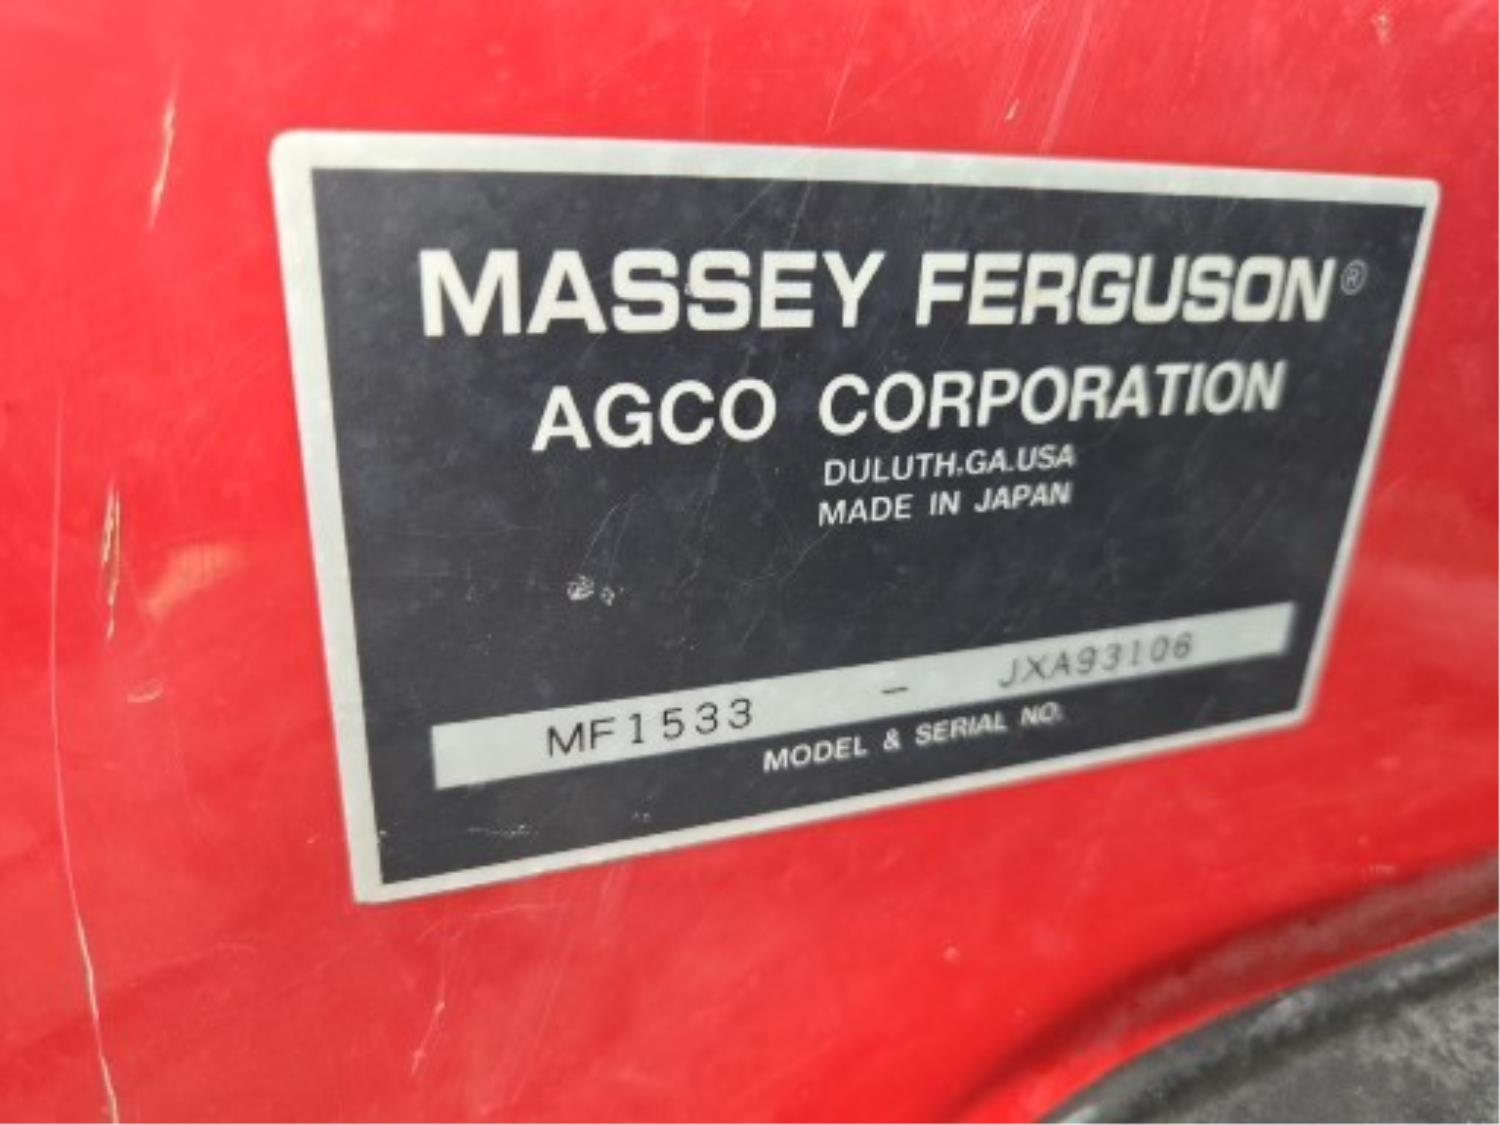 MASSEY FERGUSON®
AGCO CORPORATION
DULUTH,GA.USA
MADE IN JAPAN
MF1533 - JXA93106
MODEL & SERIAL NO.